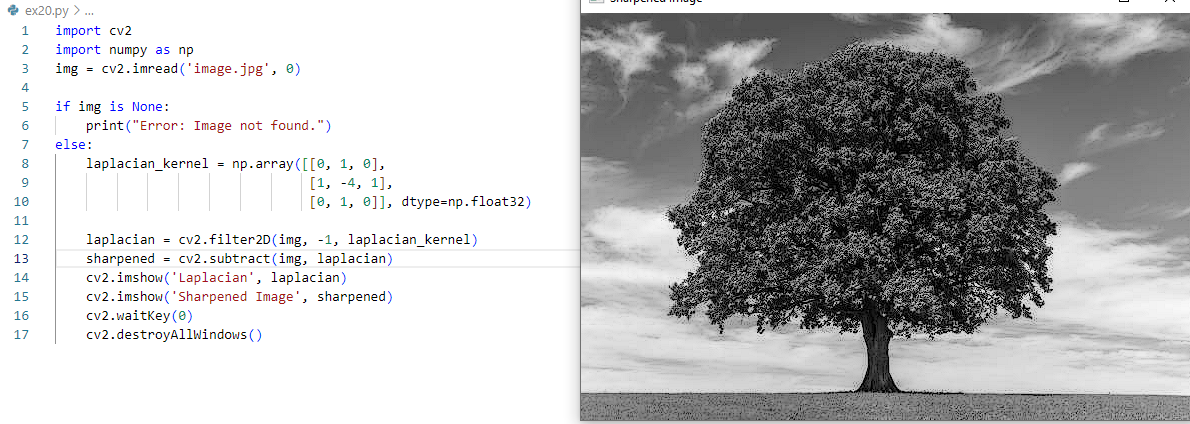 ex20.py > ...
1 import cv2
2 import numpy as np
3 img = cv2.imread('image.jpg', 0)
4
5 if img is None:
6     print("Error: Image not found.")
7 else:
8     laplacian_kernel = np.array([[0, 1, 0],
9                                  [1, -4, 1],
10                                  [0, 1, 0]], dtype=np.float32)
11
12     laplacian = cv2.filter2D(img, -1, laplacian_kernel)
13     sharpened = cv2.subtract(img, laplacian)
14     cv2.imshow('Laplacian', laplacian)
15     cv2.imshow('Sharpened Image', sharpened)
16     cv2.waitKey(0)
17     cv2.destroyAllWindows()
Sharpened Image